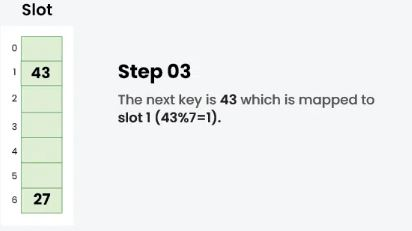 Slot
0
1 43
2
3
4
5
6 27
Step 03
The next key is 43 which is mapped to
slot 1 (43%7=1).